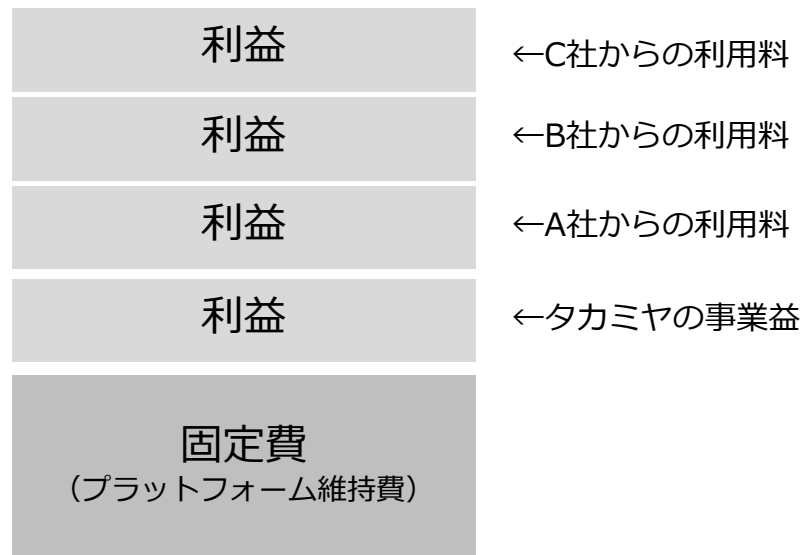 利益 ←C社からの利用料
利益 ←B社からの利用料
利益 ←A社からの利用料
利益 ←タカミヤの事業益
固定費
（プラットフォーム維持費）